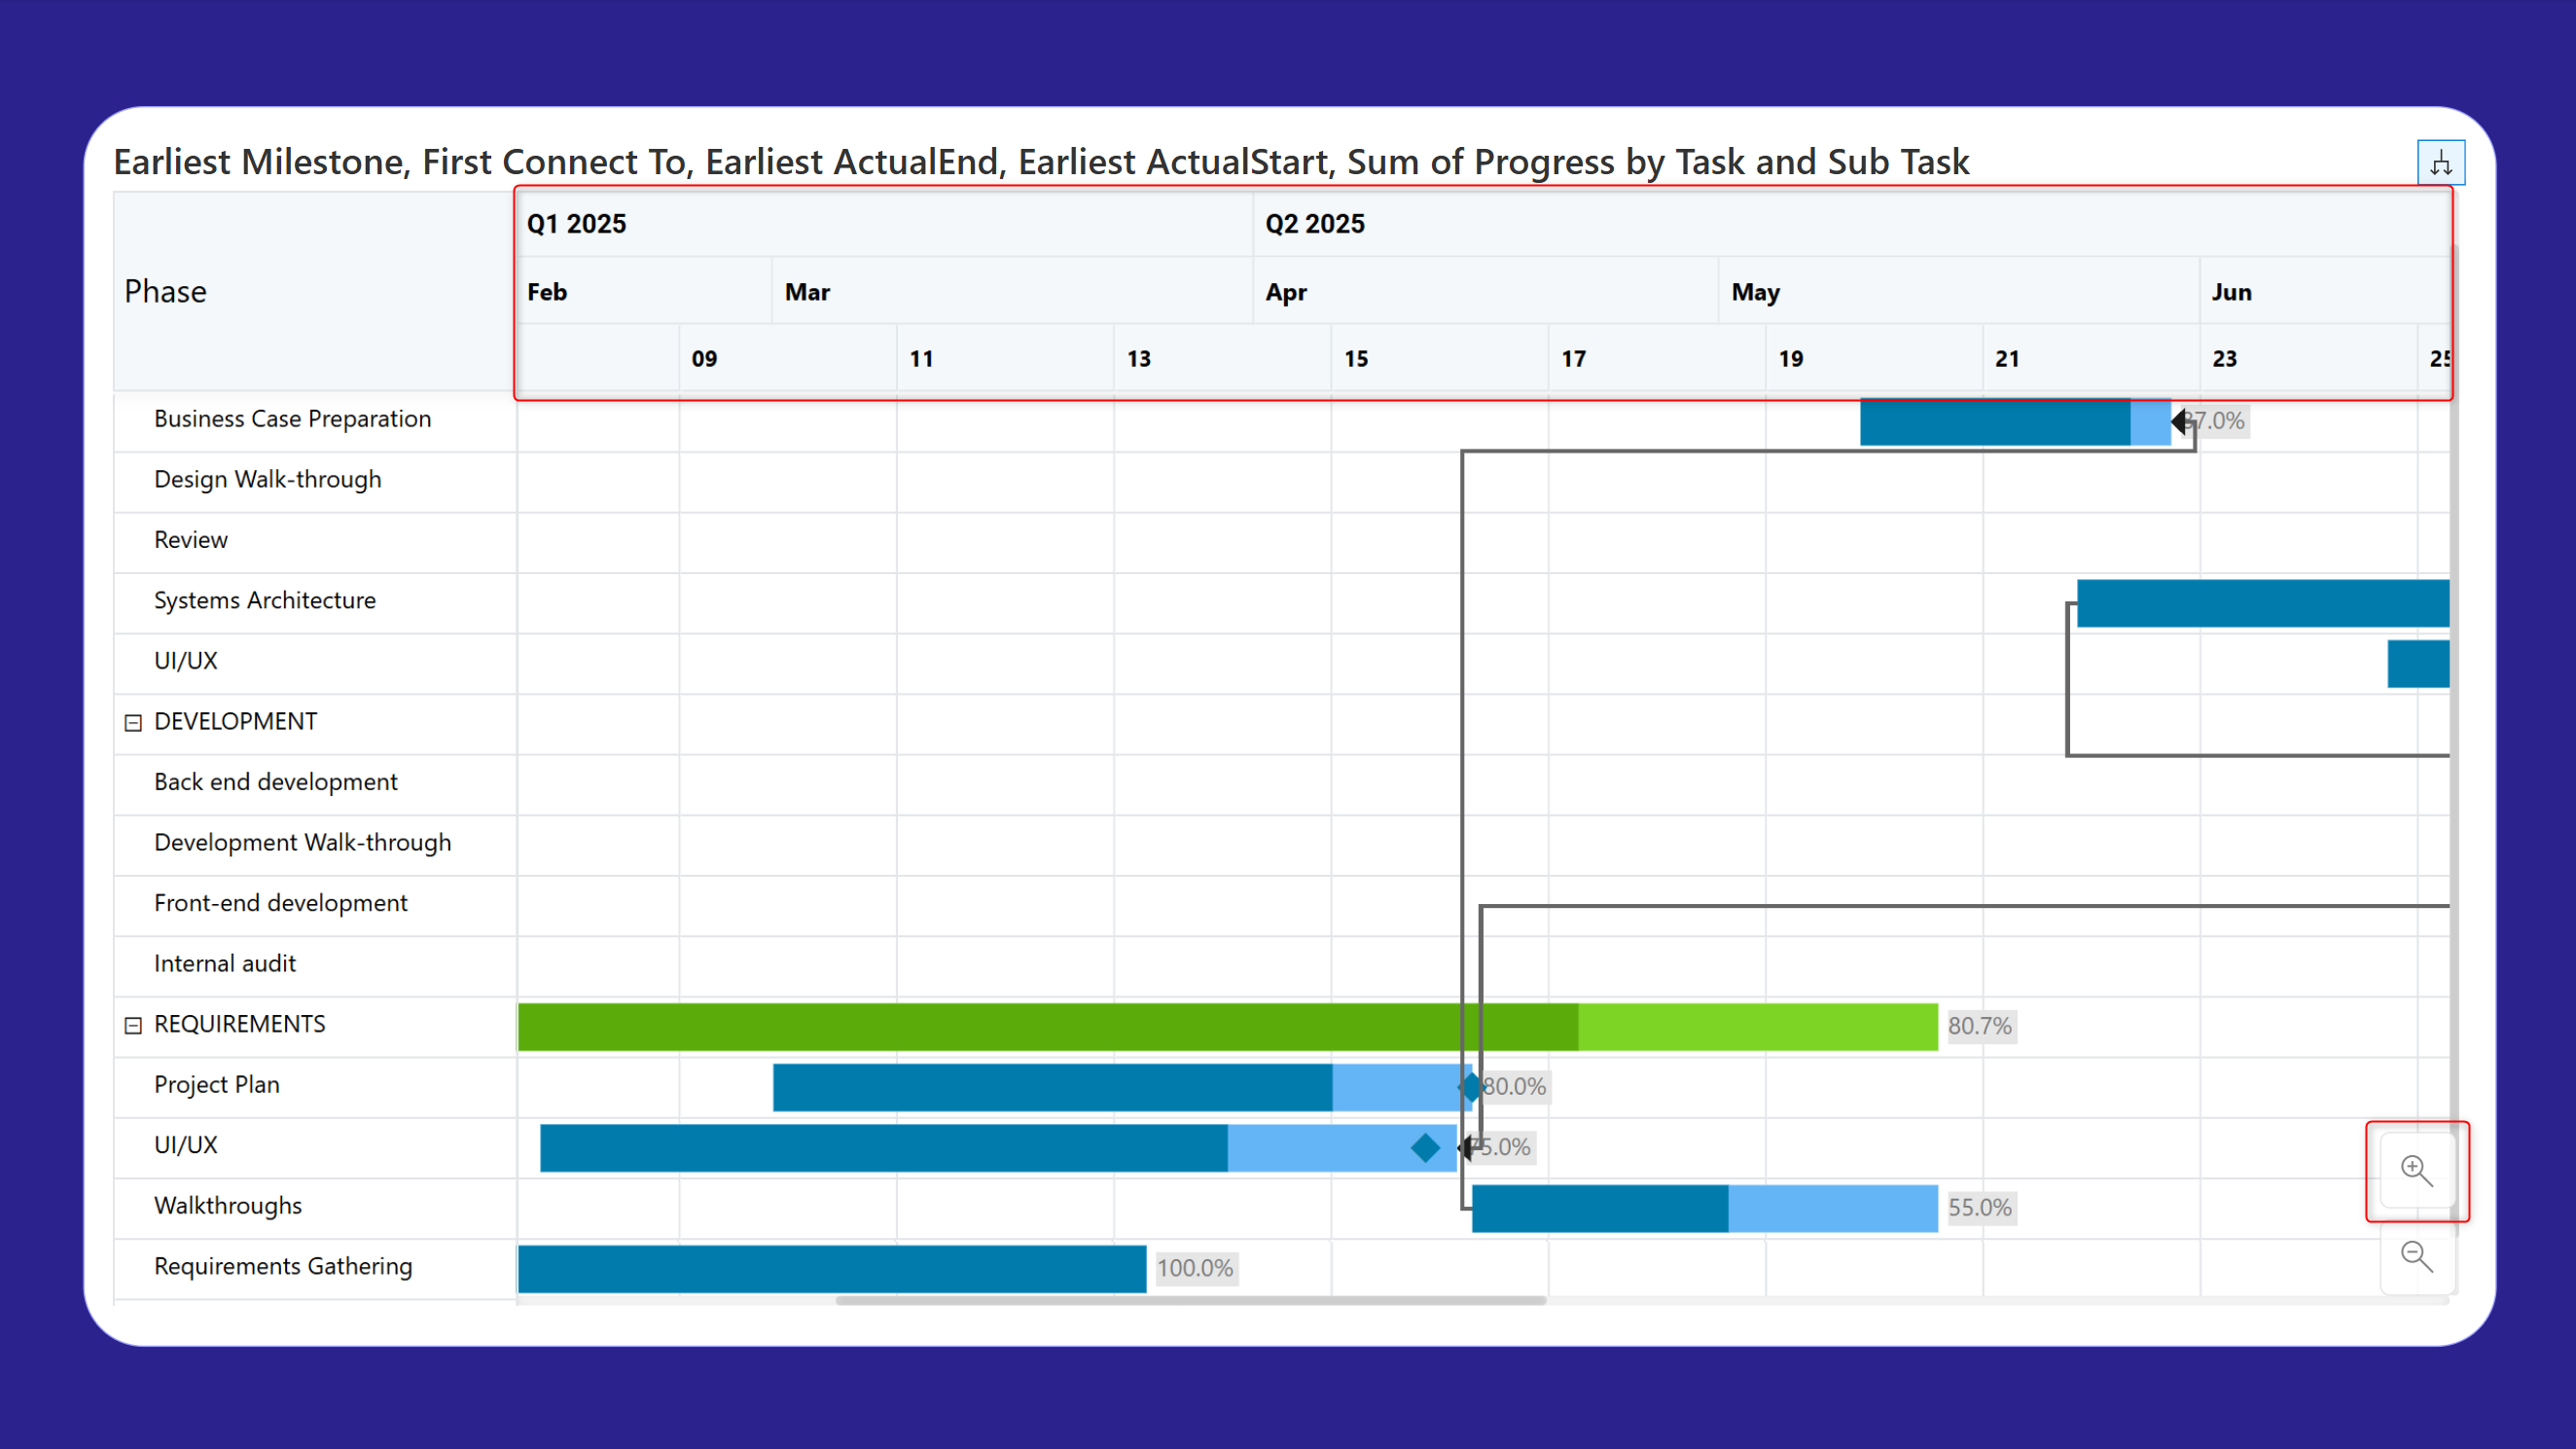 Earliest Milestone, First Connect To, Earliest ActualEnd, Earliest ActualStart, Sum of Progress by Task and Sub Task
Phase
Q1 2025 Q2 2025
Feb Mar Apr May Jun
09 11 13 15 17 19 21 23 25
Business Case Preparation 87.0%
Design Walk-through
Review
Systems Architecture
UI/UX
DEVELOPMENT
Back end development
Development Walk-through
Front-end development
Internal audit
REQUIREMENTS 80.7%
Project Plan 80.0%
UI/UX 75.0%
Walkthroughs 55.0%
Requirements Gathering 100.0%